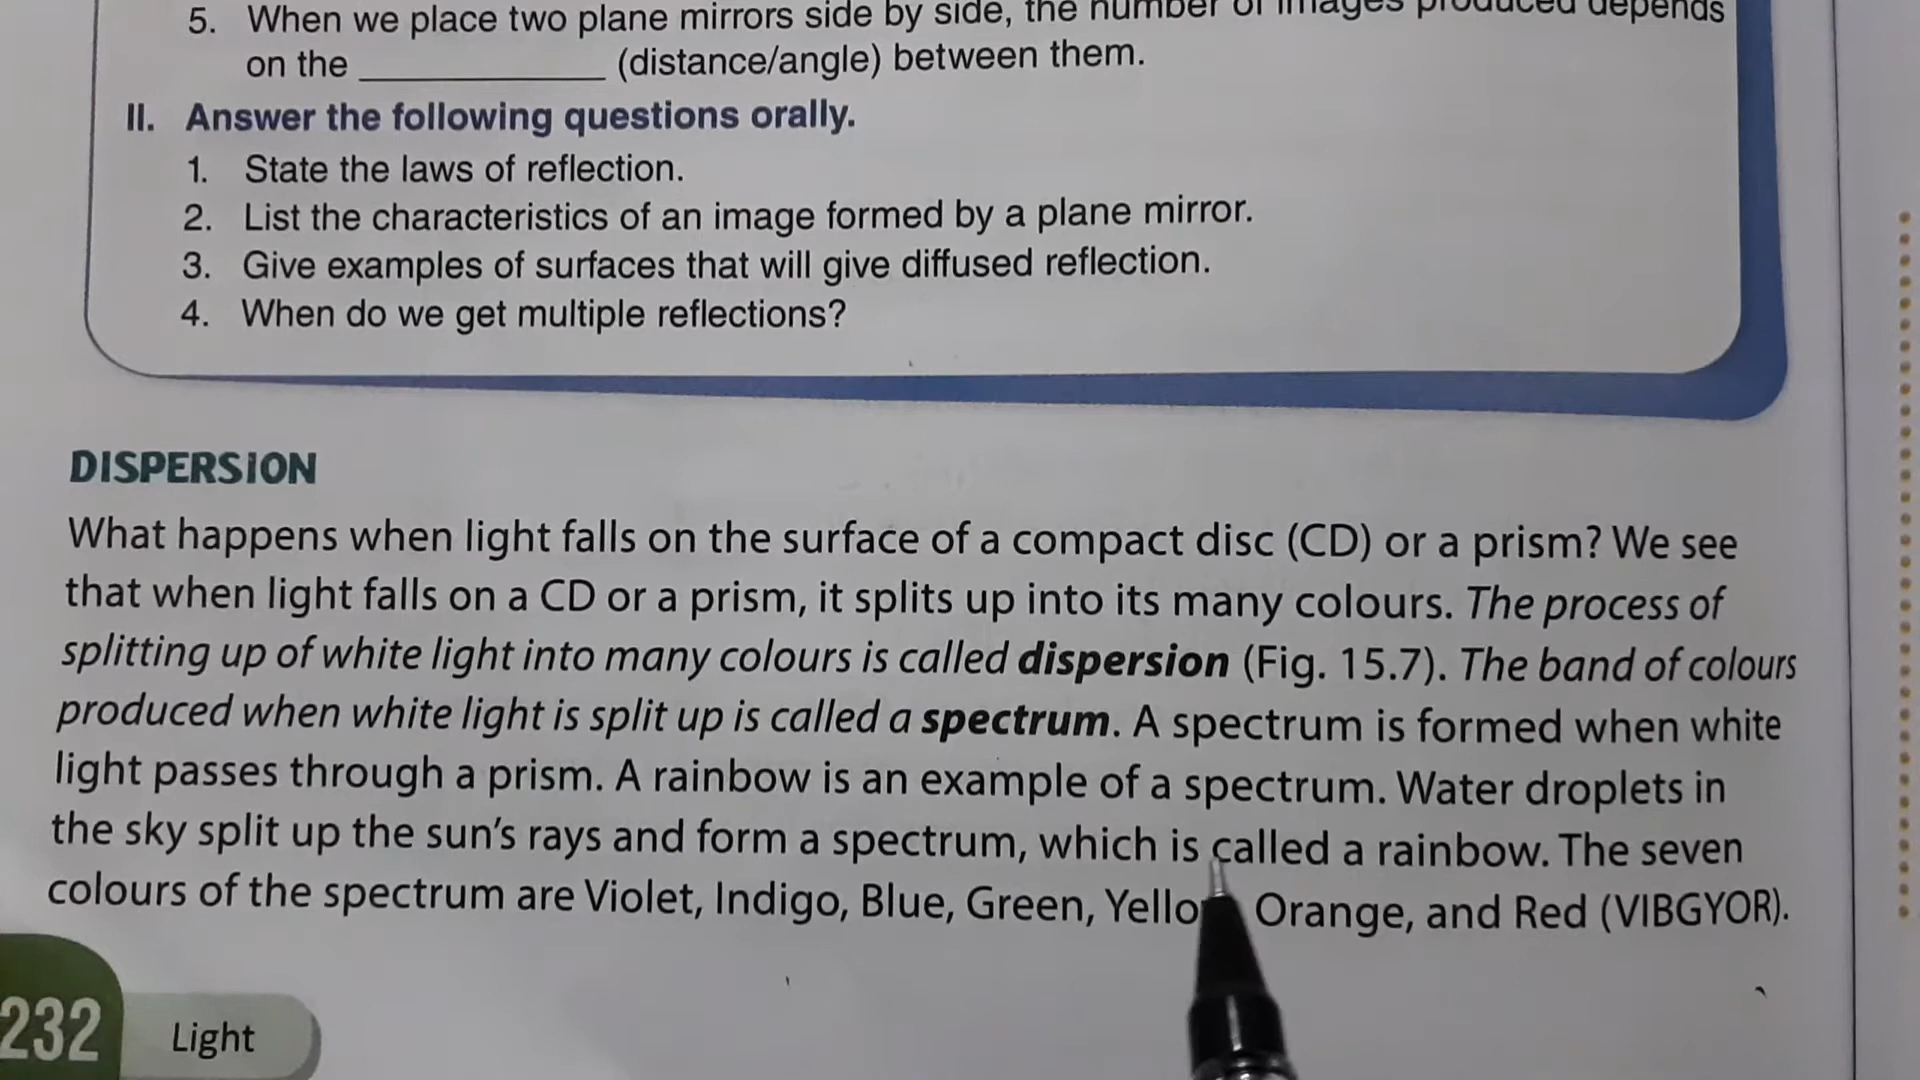 5. When we place two plane mirrors side by side, the number of images produced depends
on the ____________ (distance/angle) between them.
II. Answer the following questions orally.
1. State the laws of reflection.
2. List the characteristics of an image formed by a plane mirror.
3. Give examples of surfaces that will give diffused reflection.
4. When do we get multiple reflections?
DISPERSION
What happens when light falls on the surface of a compact disc (CD) or a prism? We see
that when light falls on a CD or a prism, it splits up into its many colours. The process of
splitting up of white light into many colours is called dispersion (Fig. 15.7). The band of colours
produced when white light is split up is called a spectrum. A spectrum is formed when white
light passes through a prism. A rainbow is an example of a spectrum. Water droplets in
the sky split up the sun's rays and form a spectrum, which is called a rainbow. The seven
colours of the spectrum are Violet, Indigo, Blue, Green, Yellow, Orange, and Red (VIBGYOR).
232 Light